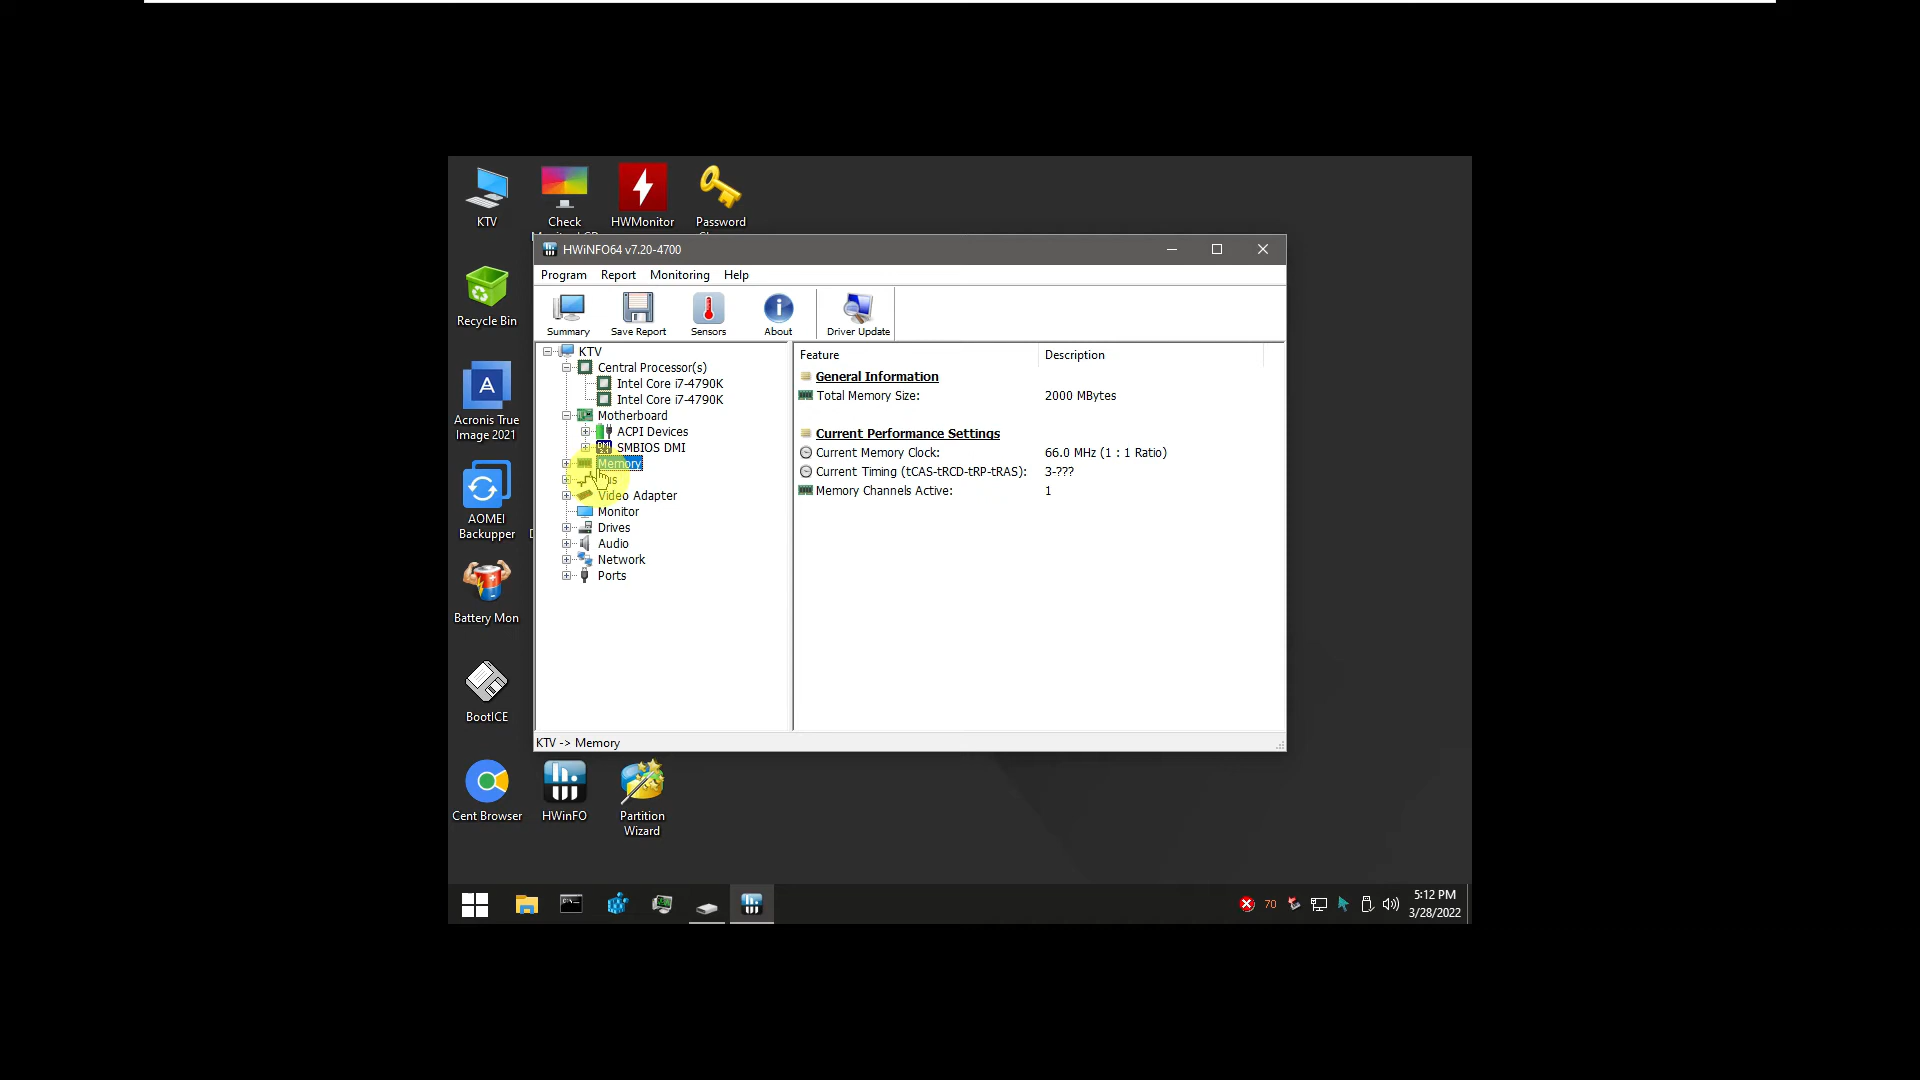 KTV
Check
HWMonitor
Password
HWiNFO64 v7.20-4700
Program Report Monitoring Help
Recycle Bin
Summary Save Report Sensors About Driver Update
KTV
Central Processor(s)
Intel Core i7-4790K
Intel Core i7-4790K
Motherboard
ACPI Devices
SMBIOS DMI
Memory
Video Adapter
Monitor
Drives
Audio
Network
Ports
Feature Description
General Information
Total Memory Size: 2000 MBytes
Current Performance Settings
Current Memory Clock: 66.0 MHz (1 : 1 Ratio)
Current Timing (tCAS-tRCD-tRP-tRAS): 3-???
Memory Channels Active: 1
KTV -> Memory
Acronis True
Image 2021
AOMEI
Backupper
Battery Mon
BootICE
Cent Browser
HWinFO
Partition
Wizard
70
5:12 PM
3/28/2022